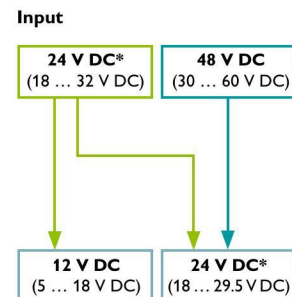 Input
24 V DC*
(18 ... 32 V DC)
48 V DC
(30 ... 60 V DC)
12 V DC
(5 ... 18 V DC)
24 V DC*
(18 ... 29.5 V DC)